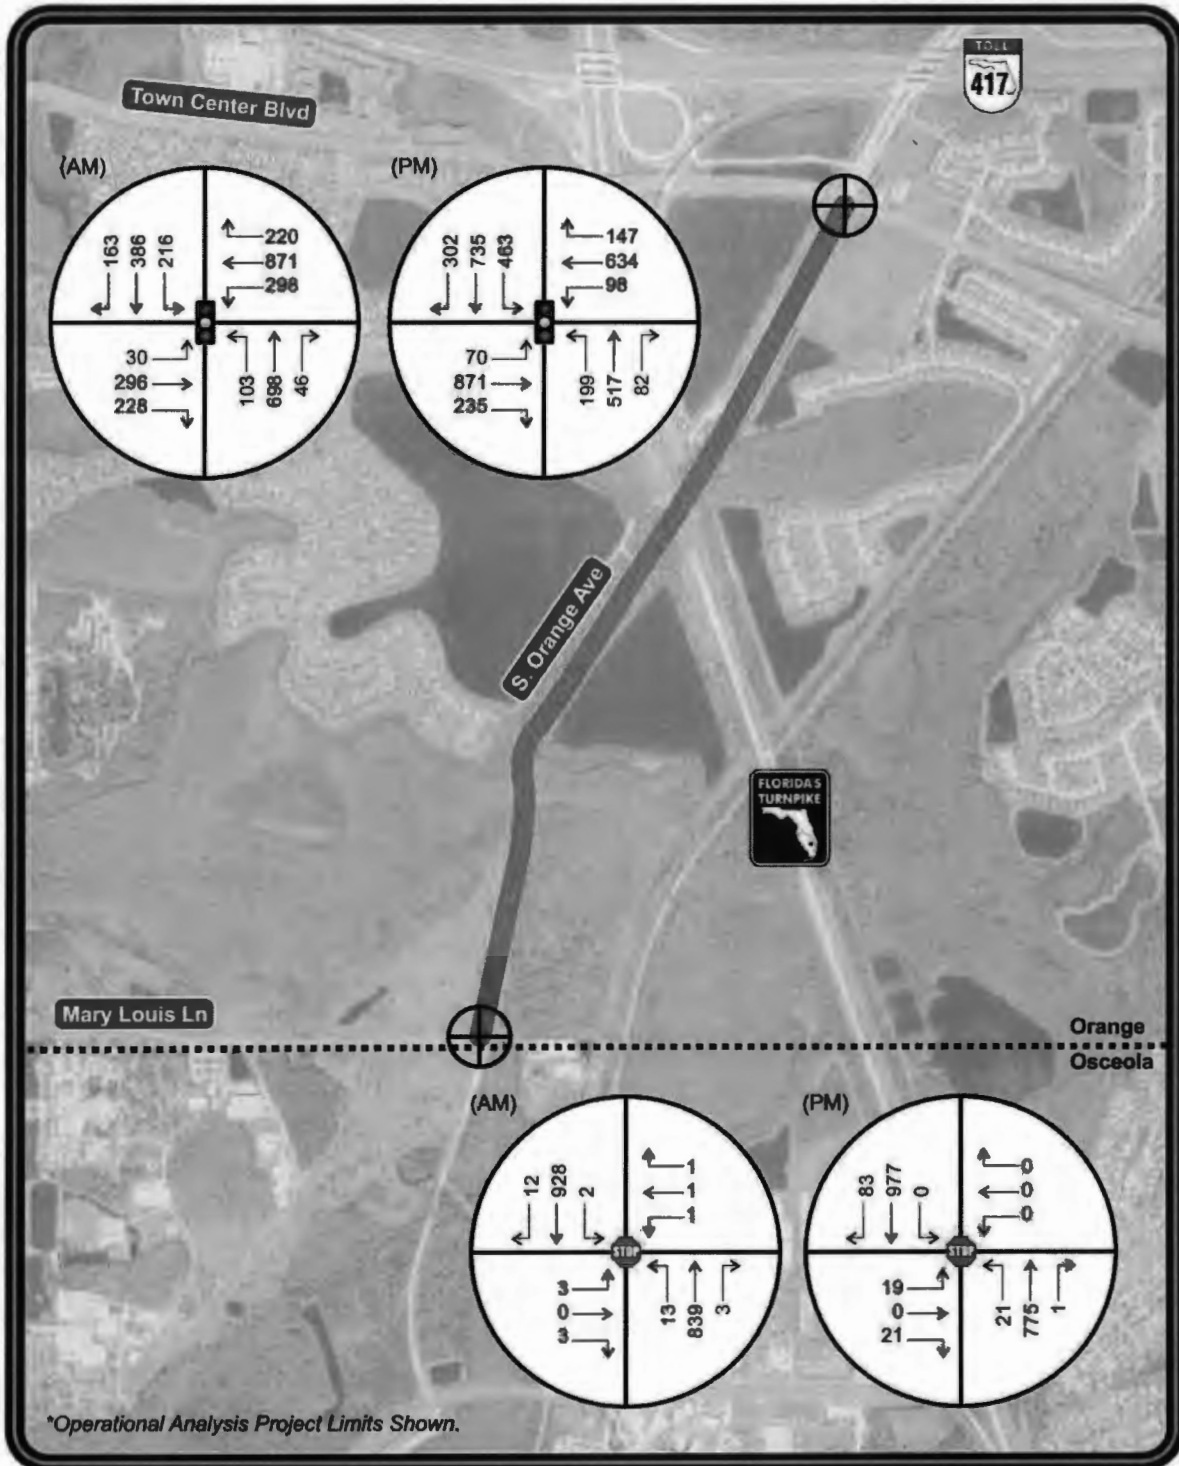 TOLL
417
Town Center Blvd
(AM)
163 386 216
220
871
298
30
296
228
103 698 46
(PM)
302 735 463
147
634
98
70
871
235
199 517 82
S. Orange Ave
FLORIDA'S
TURNPIKE
Mary Louis Ln
Orange
Osceola
(AM)
12 928 2
1
1
1
STOP
3
0
3
13 839 3
(PM)
83 977 0
0
0
0
STOP
19
0
21
21 775 1
*Operational Analysis Project Limits Shown.